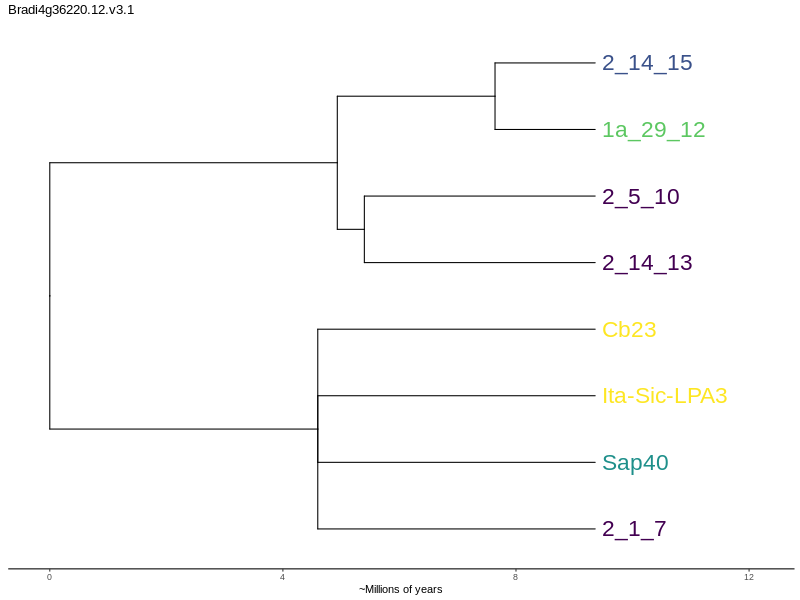 Bradi4g36220.12.v3.1
2_14_15
1a_29_12
2_5_10
2_14_13
Cb23
Ita-Sic-LPA3
Sap40
2_1_7
0 4 8 12
~Millions of years